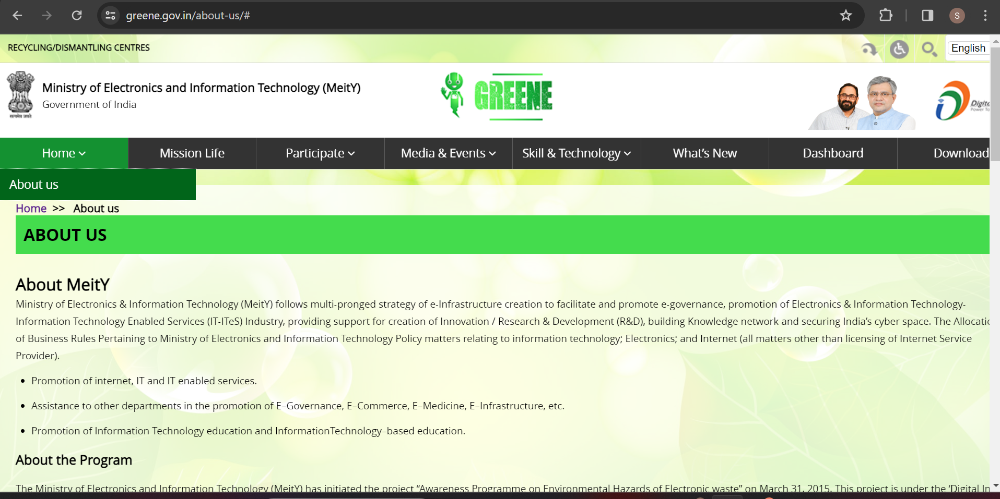 greene.gov.in/about-us/#
S
RECYCLING/DISMANTLING CENTRES
English
Ministry of Electronics and Information Technology (MeitY)
Government of India
सत्यमेव जयते
GREENE
Power To
Home
Mission Life
Participate
Media & Events
Skill & Technology
What's New
Dashboard
Download
About us
Home >> About us
ABOUT US
About MeitY
Ministry of Electronics & Information Technology (MeitY) follows multi-pronged strategy of e-Infrastructure creation to facilitate and promote e-governance, promotion of Electronics & Information Technology-
Information Technology Enabled Services (IT-ITeS) Industry, providing support for creation of Innovation / Research & Development (R&D), building Knowledge network and securing India's cyber space. The
of Business Rules Pertaining to Ministry of Electronics and Information Technology Policy matters relating to information technology; Electronics; and Internet (all matters other than licensing of Internet Service
Provider).
• Promotion of internet, IT and IT enabled services.
• Assistance to other departments in the promotion of E–Governance, E–Commerce, E–Medicine, E–Infrastructure, etc.
• Promotion of Information Technology education and InformationTechnology–based education.
About the Program
The Ministry of Electronics and Information Technology (MeitY) has initiated the project “Awareness Programme on Environmental Hazards of Electronic waste” on March 31, 2015. This project is under the ‘Digital